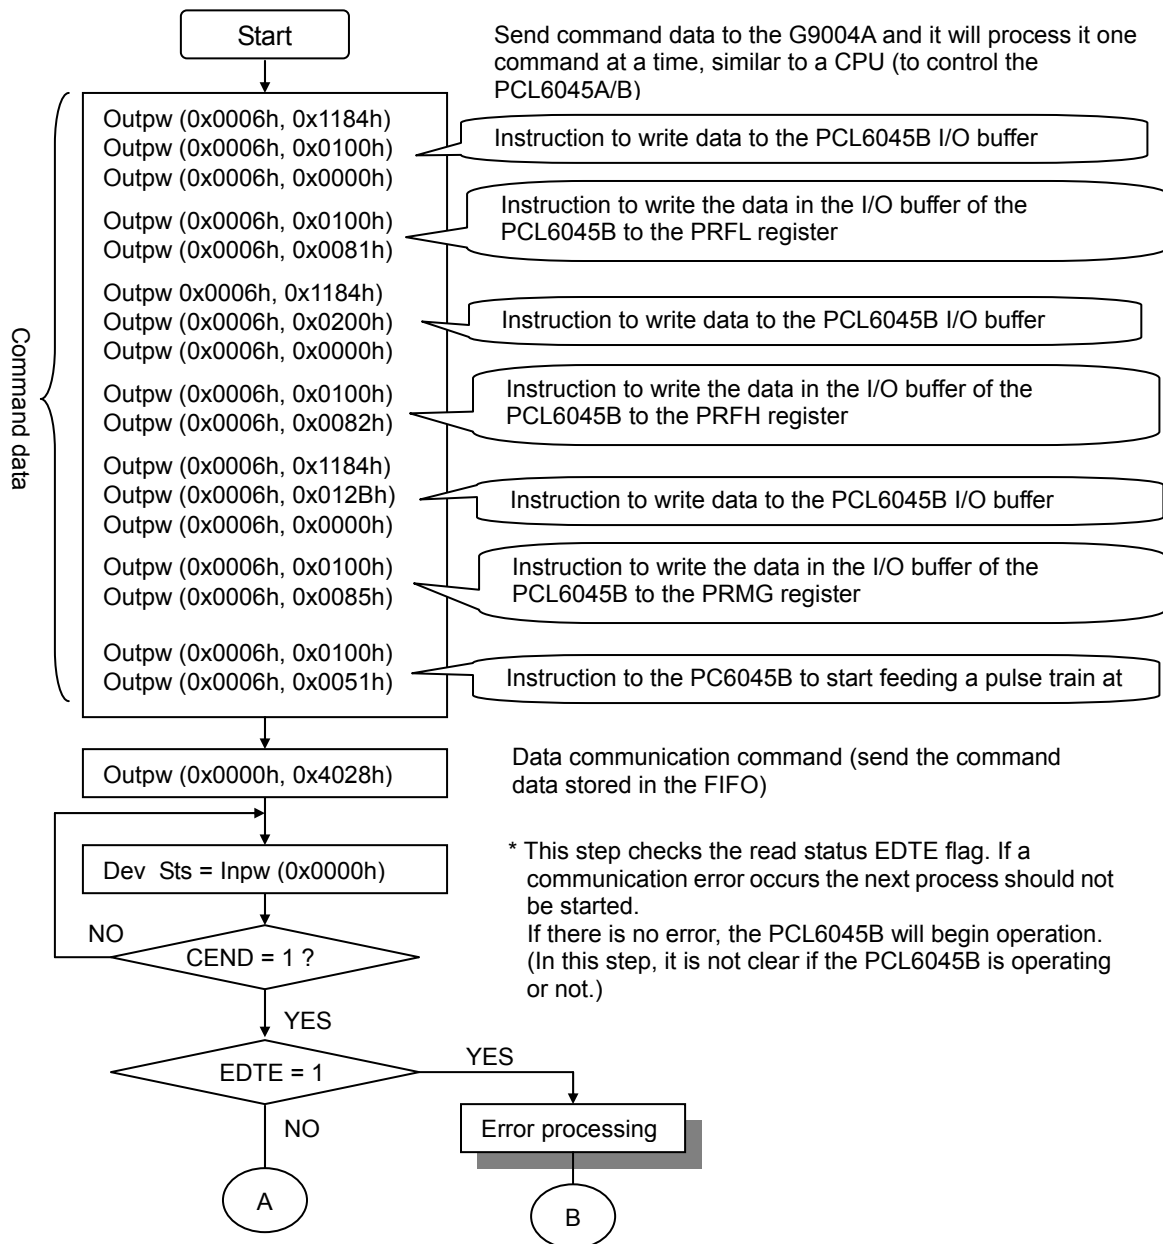 Start
Send command data to the G9004A and it will process it one
command at a time, similar to a CPU (to control the
PCL6045A/B)
Command data
Outpw (0x0006h, 0x1184h)
Outpw (0x0006h, 0x0100h)
Outpw (0x0006h, 0x0000h)
Instruction to write data to the PCL6045B I/O buffer
Outpw (0x0006h, 0x0100h)
Outpw (0x0006h, 0x0081h)
Instruction to write the data in the I/O buffer of the
PCL6045B to the PRFL register
Outpw 0x0006h, 0x1184h)
Outpw (0x0006h, 0x0200h)
Outpw (0x0006h, 0x0000h)
Instruction to write data to the PCL6045B I/O buffer
Outpw (0x0006h, 0x0100h)
Outpw (0x0006h, 0x0082h)
Instruction to write the data in the I/O buffer of the
PCL6045B to the PRFH register
Outpw (0x0006h, 0x1184h)
Outpw (0x0006h, 0x012Bh)
Outpw (0x0006h, 0x0000h)
Instruction to write data to the PCL6045B I/O buffer
Outpw (0x0006h, 0x0100h)
Outpw (0x0006h, 0x0085h)
Instruction to write the data in the I/O buffer of the
PCL6045B to the PRMG register
Outpw (0x0006h, 0x0100h)
Outpw (0x0006h, 0x0051h)
Instruction to the PC6045B to start feeding a pulse train at
Outpw (0x0000h, 0x4028h)
Data communication command (send the command
data stored in the FIFO)
Dev Sts = Inpw (0x0000h)
* This step checks the read status EDTE flag. If a
communication error occurs the next process should not
be started.
If there is no error, the PCL6045B will begin operation.
(In this step, it is not clear if the PCL6045B is operating
or not.)
NO
CEND = 1 ?
YES
EDTE = 1
YES
NO
Error processing
A
B